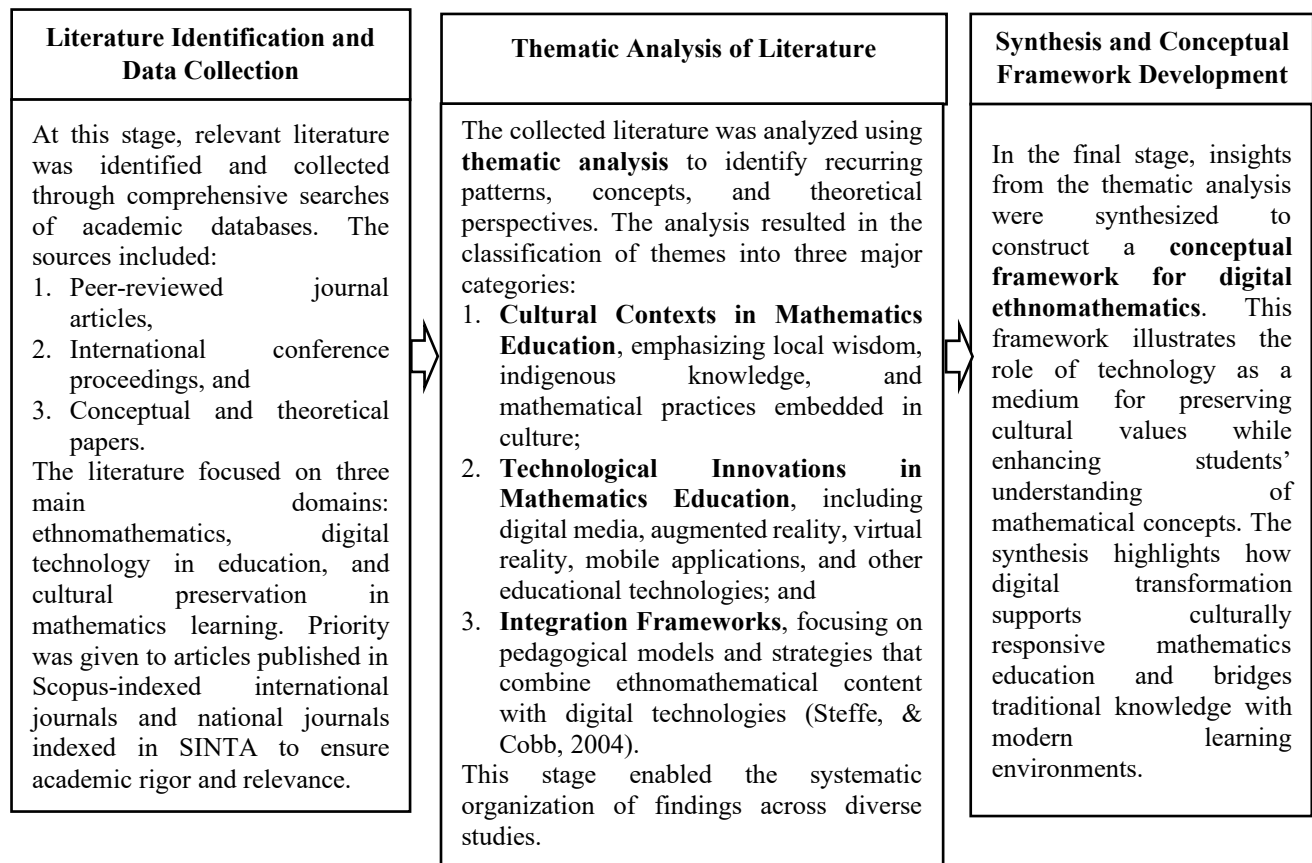 Literature Identification and
Data Collection
At this stage, relevant literature
was identified and collected
through comprehensive searches
of academic databases. The
sources included:
1. Peer-reviewed journal
articles,
2. International conference
proceedings, and
3. Conceptual and theoretical
papers.
The literature focused on three
main domains:
ethnomathematics, digital
technology in education, and
cultural preservation in
mathematics learning. Priority
was given to articles published in
Scopus-indexed international
journals and national journals
indexed in SINTA to ensure
academic rigor and relevance.
Thematic Analysis of Literature
The collected literature was analyzed using
thematic analysis to identify recurring
patterns, concepts, and theoretical
perspectives. The analysis resulted in the
classification of themes into three major
categories:
1. Cultural Contexts in Mathematics
Education, emphasizing local wisdom,
indigenous knowledge, and
mathematical practices embedded in
culture;
2. Technological Innovations in
Mathematics Education, including
digital media, augmented reality, virtual
reality, mobile applications, and other
educational technologies; and
3. Integration Frameworks, focusing on
pedagogical models and strategies that
combine ethnomathematical content
with digital technologies (Steffe, &
Cobb, 2004).
This stage enabled the systematic
organization of findings across diverse
studies.
Synthesis and Conceptual
Framework Development
In the final stage, insights
from the thematic analysis
were synthesized to
construct a conceptual
framework for digital
ethnomathematics. This
framework illustrates the
role of technology as a
medium for preserving
cultural values while
enhancing students’
understanding of
mathematical concepts. The
synthesis highlights how
digital transformation
supports culturally
responsive mathematics
education and bridges
traditional knowledge with
modern learning
environments.